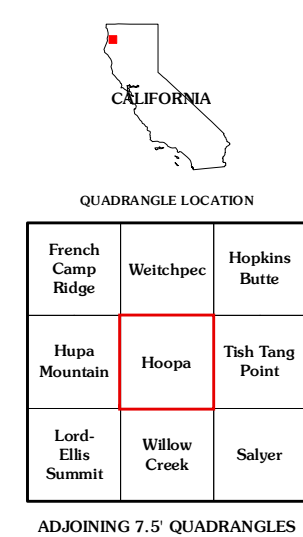 CALIFORNIA
QUADRANGLE LOCATION
French
Camp
Ridge
Weitchpec
Hopkins
Butte
Hupa
Mountain
Hoopa
Tish Tang
Point
Lord-
Ellis
Summit
Willow
Creek
Salyer
ADJOINING 7.5' QUADRANGLES